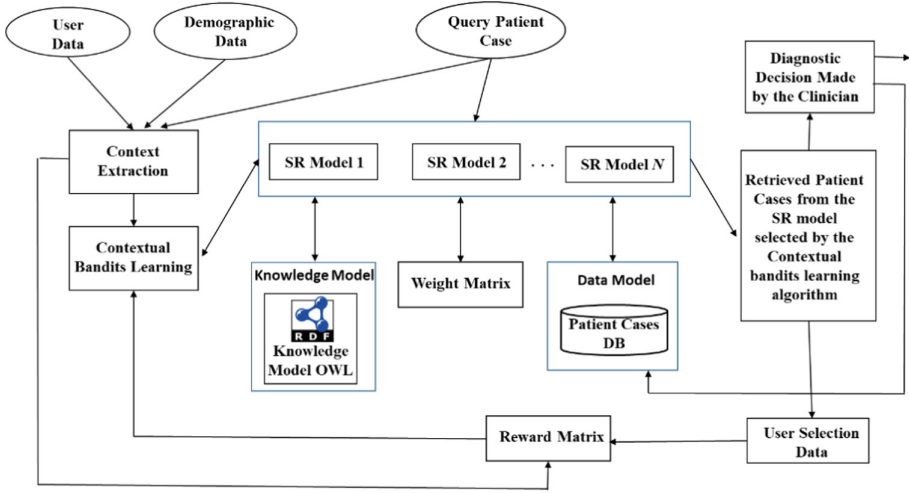 User
Data
Demographic
Data
Query Patient
Case
Diagnostic
Decision Made
by the Clinician
Context
Extraction
SR Model 1
SR Model 2
. . .
SR Model N
Retrieved Patient
Cases from the
SR model
selected by the
Contextual
bandits learning
algorithm
Contextual
Bandits Learning
Knowledge Model
RDF
Knowledge
Model OWL
Weight Matrix
Data Model
Patient Cases
DB
Reward Matrix
User Selection
Data